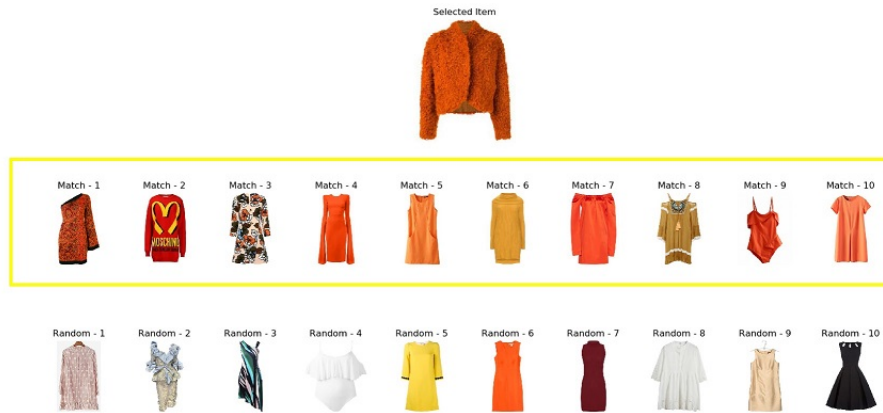 Selected Item
Match - 1 Match - 2 Match - 3 Match - 4 Match - 5 Match - 6 Match - 7 Match - 8 Match - 9 Match - 10
MOSCHINO
Random - 1 Random - 2 Random - 3 Random - 4 Random - 5 Random - 6 Random - 7 Random - 8 Random - 9 Random - 10